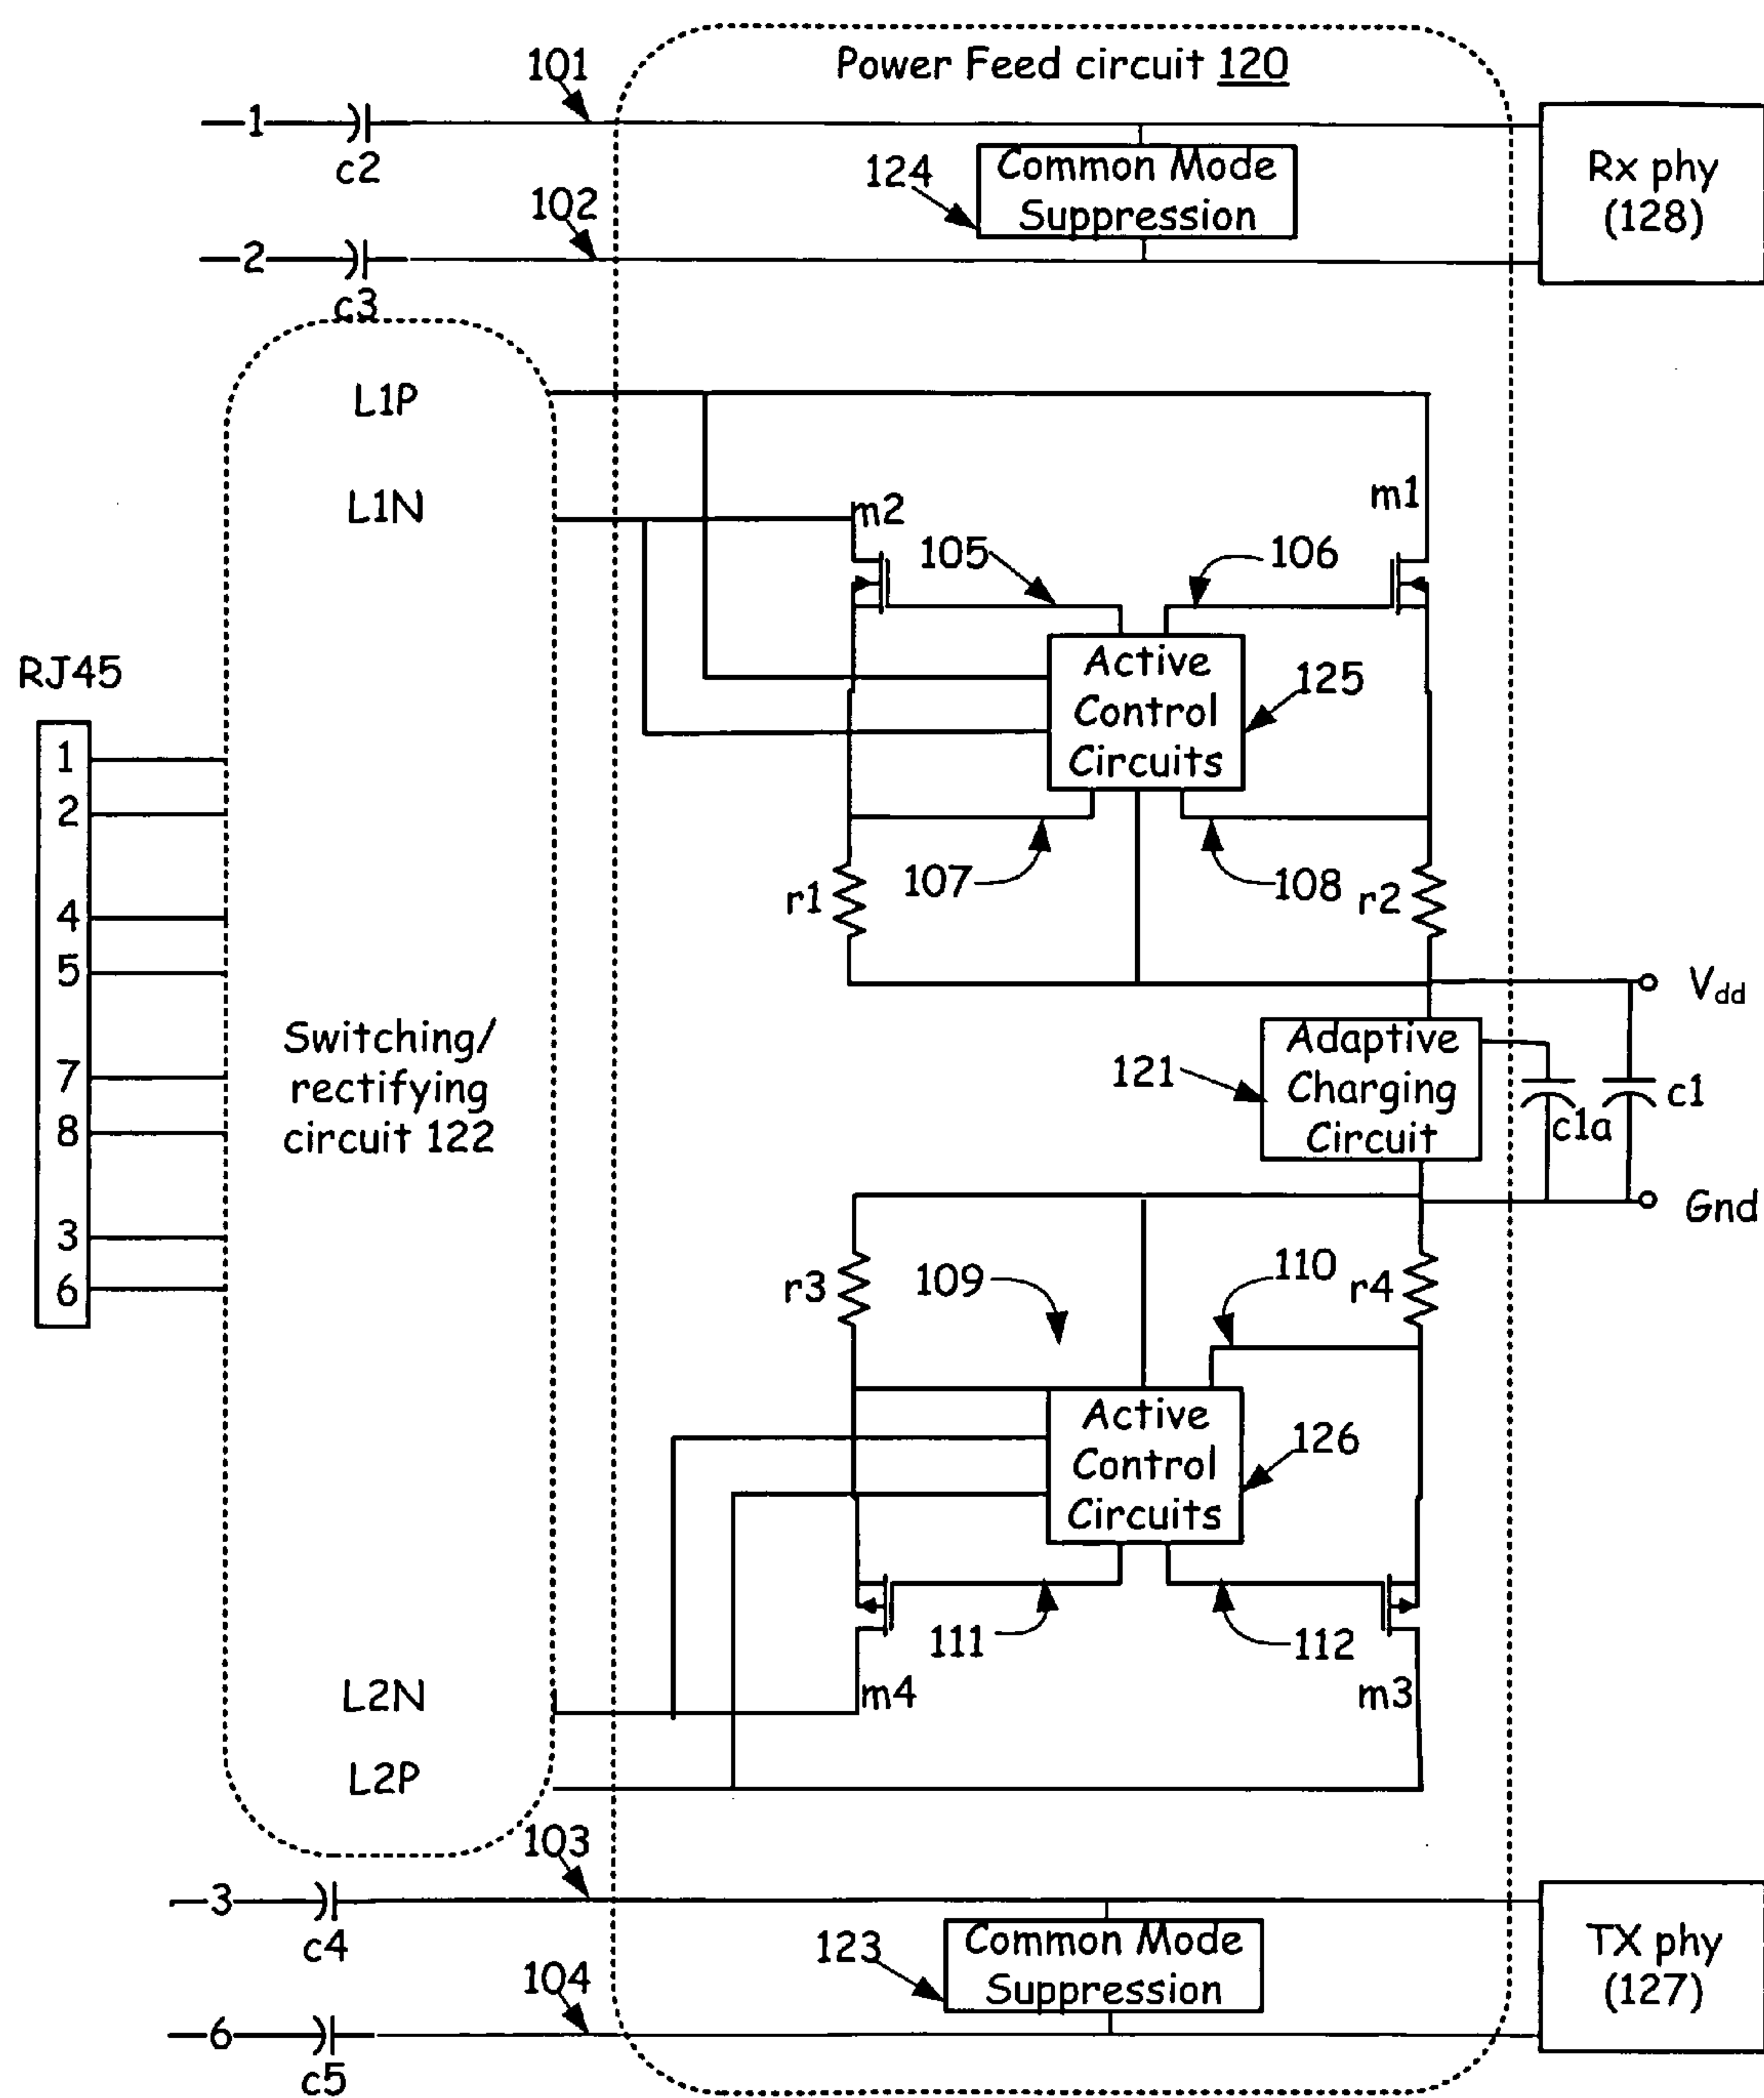 Power Feed circuit 120
101
1
c2
124
Common Mode
Suppression
Rx phy
(128)
102
2
c3
L1P
L1N
m2
m1
105
106
RJ45
Active
Control
Circuits
125
1
2
4
5
7
8
3
6
107
108
r1
r2
Vdd
Switching/
rectifying
circuit 122
121
Adaptive
Charging
Circuit
c1a
c1
Gnd
r3
109
110
r4
Active
Control
Circuits
126
111
112
L2N
m4
m3
L2P
103
3
c4
123
Common Mode
Suppression
TX phy
(127)
104
6
c5